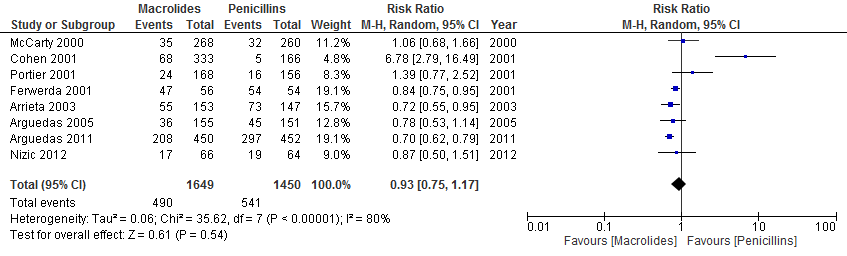 Macrolides Penicillins Risk Ratio Risk Ratio
Study or Subgroup Events Total Events Total Weight M-H, Random, 95% CI Year M-H, Random, 95% CI
McCarty 2000 35 268 32 260 11.2% 1.06 [0.68, 1.66] 2000
Cohen 2001 68 333 5 166 4.8% 6.78 [2.79, 16.49] 2001
Portier 2001 24 168 16 156 8.7% 1.39 [0.77, 2.52] 2001
Ferwerda 2001 47 56 54 54 19.1% 0.84 [0.75, 0.95] 2001
Arrieta 2003 55 153 73 147 15.7% 0.72 [0.55, 0.95] 2003
Arguedas 2005 36 155 45 151 12.5% 0.78 [0.53, 1.14] 2005
Arguedas 2011 208 450 297 452 19.1% 0.70 [0.62, 0.79] 2011
Nizic 2012 17 66 19 64 9.0% 0.87 [0.50, 1.51] 2012
Total (95% CI) 1649 1450 100.0% 0.93 [0.75, 1.17]
Total events 490 541
Heterogeneity: Tau² = 0.06; Chi² = 35.62, df = 7 (P < 0.00001); I² = 80%
Test for overall effect: Z = 0.61 (P = 0.54)
0.01 0.1 1 10 100
Favours [Macrolides] Favours [Penicillins]